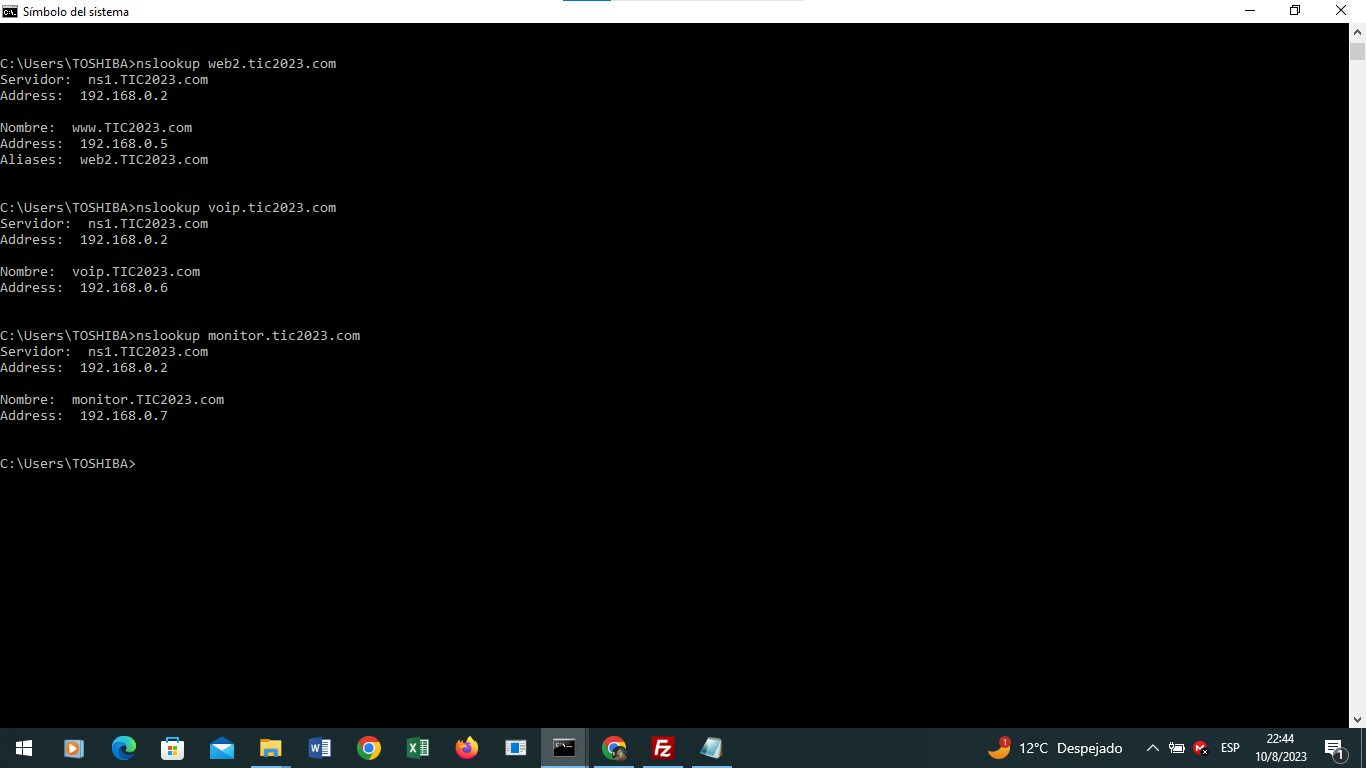 Símbolo del sistema
C:\Users\TOSHIBA>nslookup web2.tic2023.com
Servidor:  ns1.TIC2023.com
Address:  192.168.0.2
Nombre:  www.TIC2023.com
Address:  192.168.0.5
Aliases:  web2.TIC2023.com
C:\Users\TOSHIBA>nslookup voip.tic2023.com
Servidor:  ns1.TIC2023.com
Address:  192.168.0.2
Nombre:  voip.TIC2023.com
Address:  192.168.0.6
C:\Users\TOSHIBA>nslookup monitor.tic2023.com
Servidor:  ns1.TIC2023.com
Address:  192.168.0.2
Nombre:  monitor.TIC2023.com
Address:  192.168.0.7
C:\Users\TOSHIBA>
1 12°C Despejado ESP 22:44
10/8/2023 1